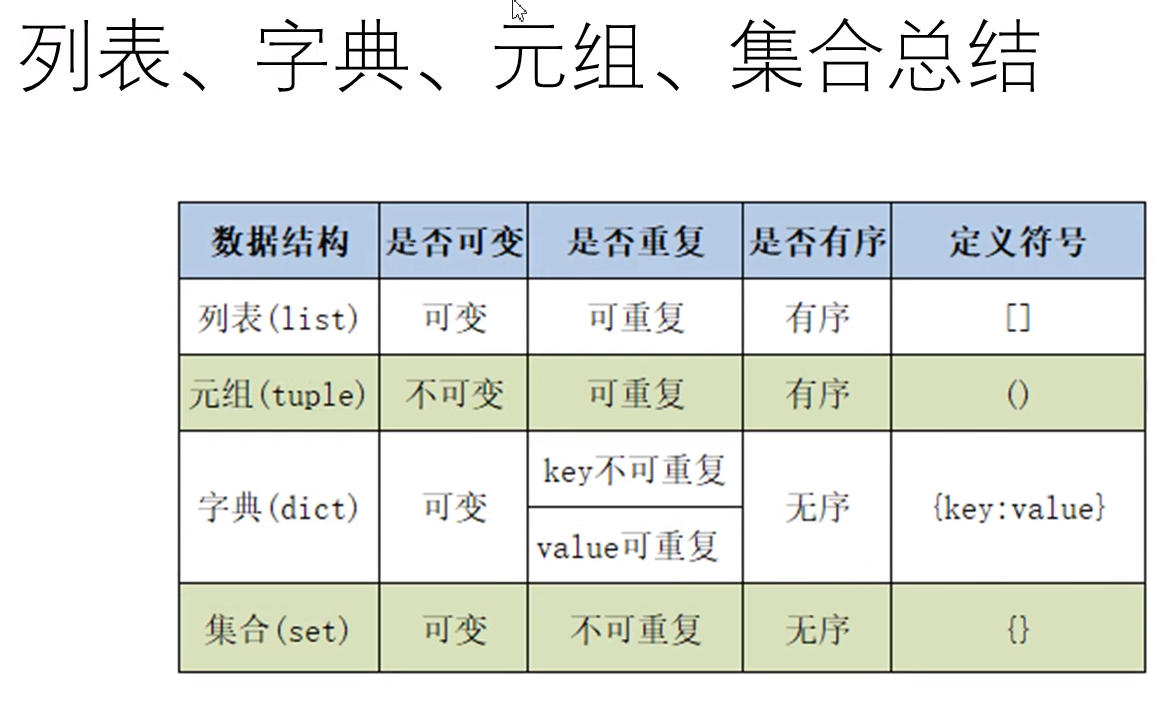 列表、字典、元组、集合总结
数据结构 是否可变 是否重复 是否有序 定义符号
列表(list) 可变 可重复 有序 []
元组(tuple) 不可变 可重复 有序 ()
key不可重复
字典(dict) 可变 无序 {key:value}
value可重复
集合(set) 可变 不可重复 无序 {}